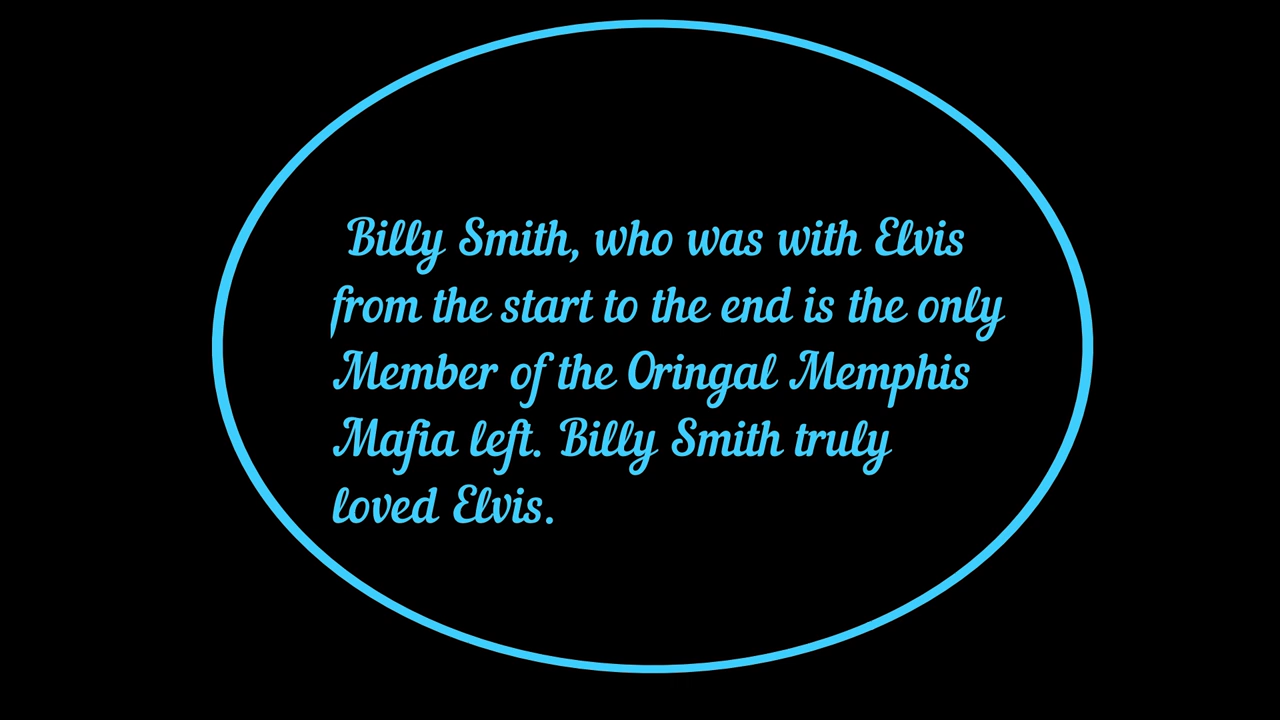 Billy Smith, who was with Elvis
from the start to the end is the only
Member of the Oringal Memphis
Mafia left. Billy Smith truly
loved Elvis.